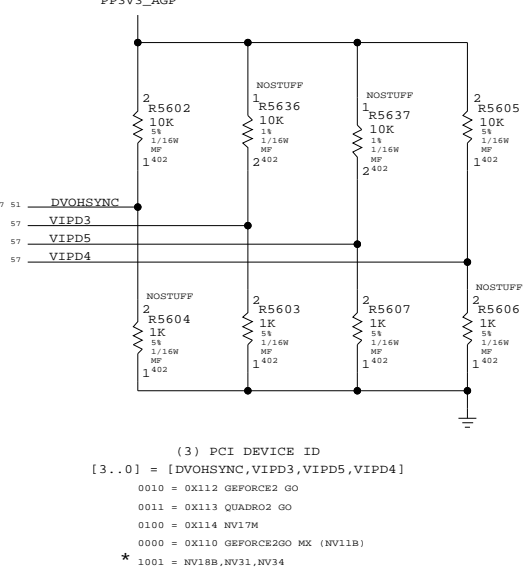 PP3V3_AGP
2
R5602
10K
5%
1/16W
MF
1 402
NOSTUFF
1
R5636
10K
1%
1/16W
MF
2 402
NOSTUFF
1
R5637
10K
1%
1/16W
MF
2 402
2
R5605
10K
5%
1/16W
MF
1 402
7 51 DVOHSYNC
57 VIPD3
57 VIPD5
57 VIPD4
NOSTUFF
2
R5604
1K
5%
1/16W
MF
1 402
2
R5603
1K
5%
1/16W
MF
1 402
2
R5607
1K
5%
1/16W
MF
1 402
NOSTUFF
2
R5606
1K
5%
1/16W
MF
1 402
(3) PCI DEVICE ID
[3..0] = [DVOHSYNC,VIPD3,VIPD5,VIPD4]
0010 = 0X112 GEFORCE2 GO
0011 = 0X113 QUADRO2 GO
0100 = 0X114 NV17M
0000 = 0X110 GEFORCE2GO MX (NV11B)
* 1001 = NV18B,NV31,NV34